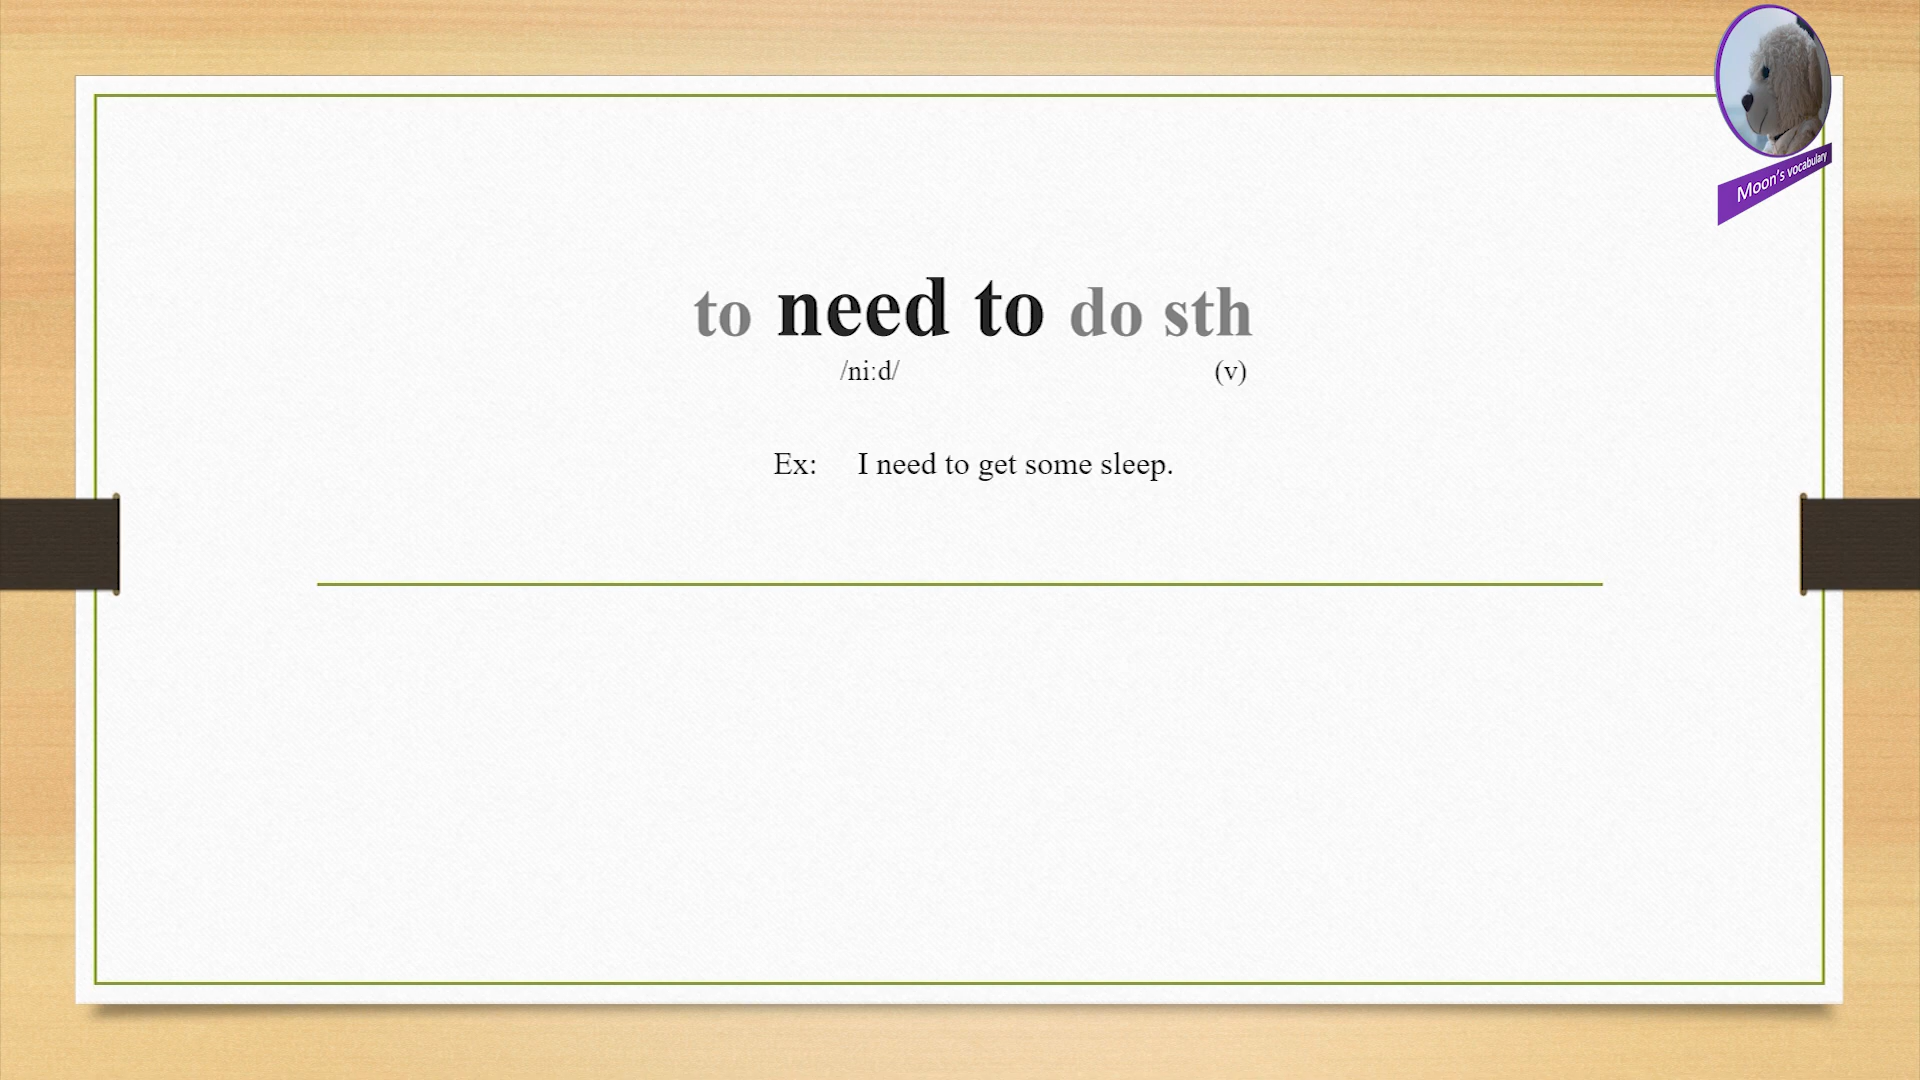 Moon's vocabulary
to need to do sth
/ni:d/ (v)
Ex: I need to get some sleep.